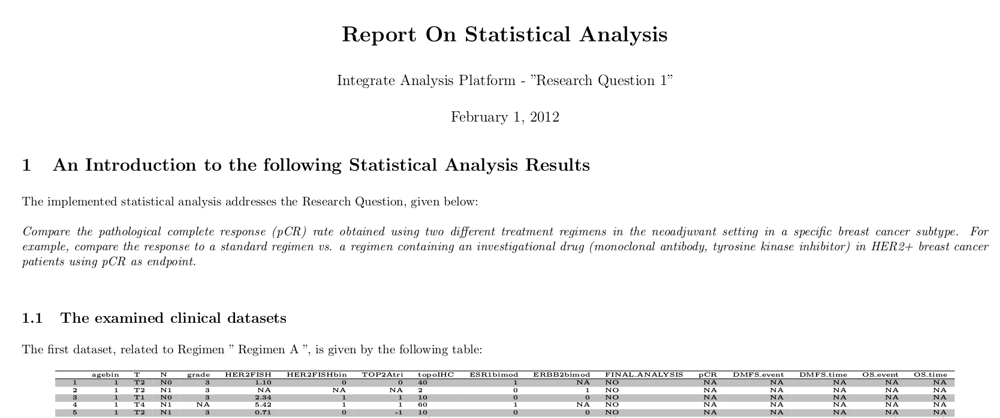 Report On Statistical Analysis
Integrate Analysis Platform - ”Research Question 1”
February 1, 2012
1 An Introduction to the following Statistical Analysis Results
The implemented statistical analysis addresses the Research Question, given below:
Compare the pathological complete response (pCR) rate obtained using two different treatment regimens in the neoadjuvant setting in a specific breast cancer subtype. For
example, compare the response to a standard regimen vs. a regimen containing an investigational drug (monoclonal antibody, tyrosine kinase inhibitor) in HER2+ breast cancer
patients using pCR as endpoint.
1.1 The examined clinical datasets
The first dataset, related to Regimen ” Regimen A ”, is given by the following table:
agebin T N grade HER2FISH HER2FISHbin TOP2Atri topoIHC ESR1bimod ERBB2bimod FINAL_ANALYSIS pCR DMFS_event DMFS_time OS_event OS_time
1 1 T2 N0 3 1.10 0 0 40 1 NA NO NA NA NA NA NA
2 1 T2 N1 3 NA NA NA 2 0 1 NO NA NA NA NA NA
3 1 T1 N0 3 2.34 1 1 10 0 0 NO NA NA NA NA NA
4 1 T4 N1 NA 5.42 1 1 60 1 NA NO NA NA NA NA NA
5 1 T2 N1 3 0.71 0 -1 10 0 0 NO NA NA NA NA NA